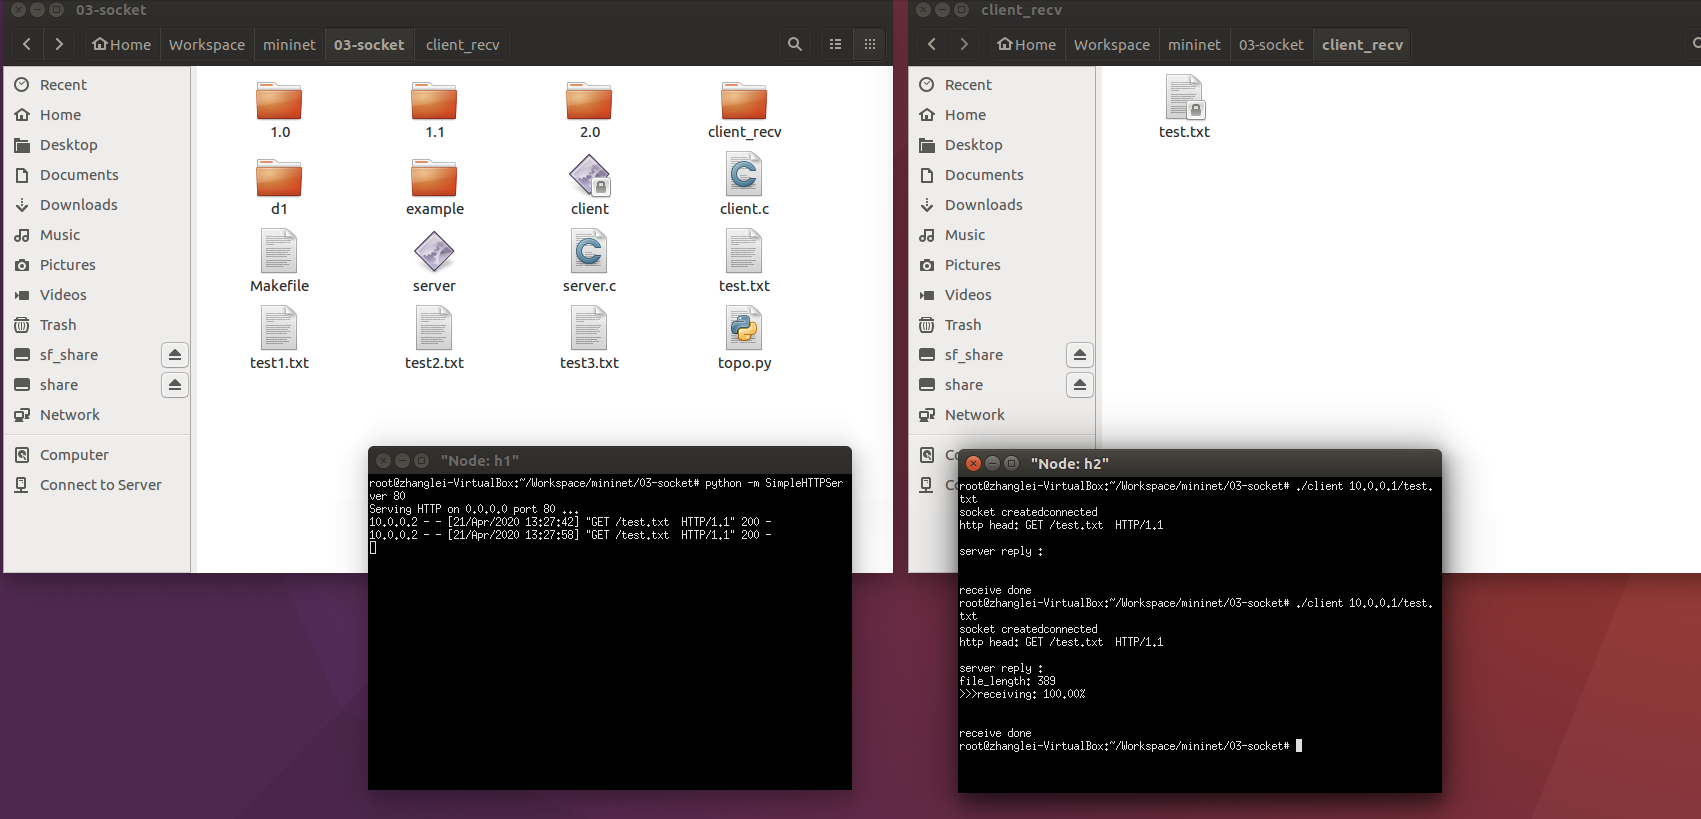 03-socket
Home
Workspace
mininet
03-socket
client_recv
Recent
Home
Desktop
Documents
Downloads
Music
Pictures
Videos
Trash
sf_share
share
Network
Computer
Connect to Server
1.0
1.1
2.0
client_recv
d1
example
client
client.c
Makefile
server
server.c
test.txt
test1.txt
test2.txt
test3.txt
topo.py
client_recv
Home
Workspace
mininet
03-socket
client_recv
Recent
Home
Desktop
Documents
Downloads
Music
Pictures
Videos
Trash
sf_share
share
Network
test.txt
"Node: h1"
root@zhanglei-VirtualBox:~/Workspace/mininet/03-socket# python -m SimpleHTTPSer
ver 80
Serving HTTP on 0.0.0.0 port 80 ...
10.0.0.2 - - [21/Apr/2020 13:27:42] "GET /test.txt  HTTP/1.1" 200 -
10.0.0.2 - - [21/Apr/2020 13:27:58] "GET /test.txt  HTTP/1.1" 200 -
"Node: h2"
root@zhanglei-VirtualBox:~/Workspace/mininet/03-socket# ./client 10.0.0.1/test.
txt
socket createdconnected
http head: GET /test.txt  HTTP/1.1
server reply :
receive done
root@zhanglei-VirtualBox:~/Workspace/mininet/03-socket# ./client 10.0.0.1/test.
txt
socket createdconnected
http head: GET /test.txt  HTTP/1.1
server reply :
file_length: 389
>>>receiving: 100.00%
receive done
root@zhanglei-VirtualBox:~/Workspace/mininet/03-socket#